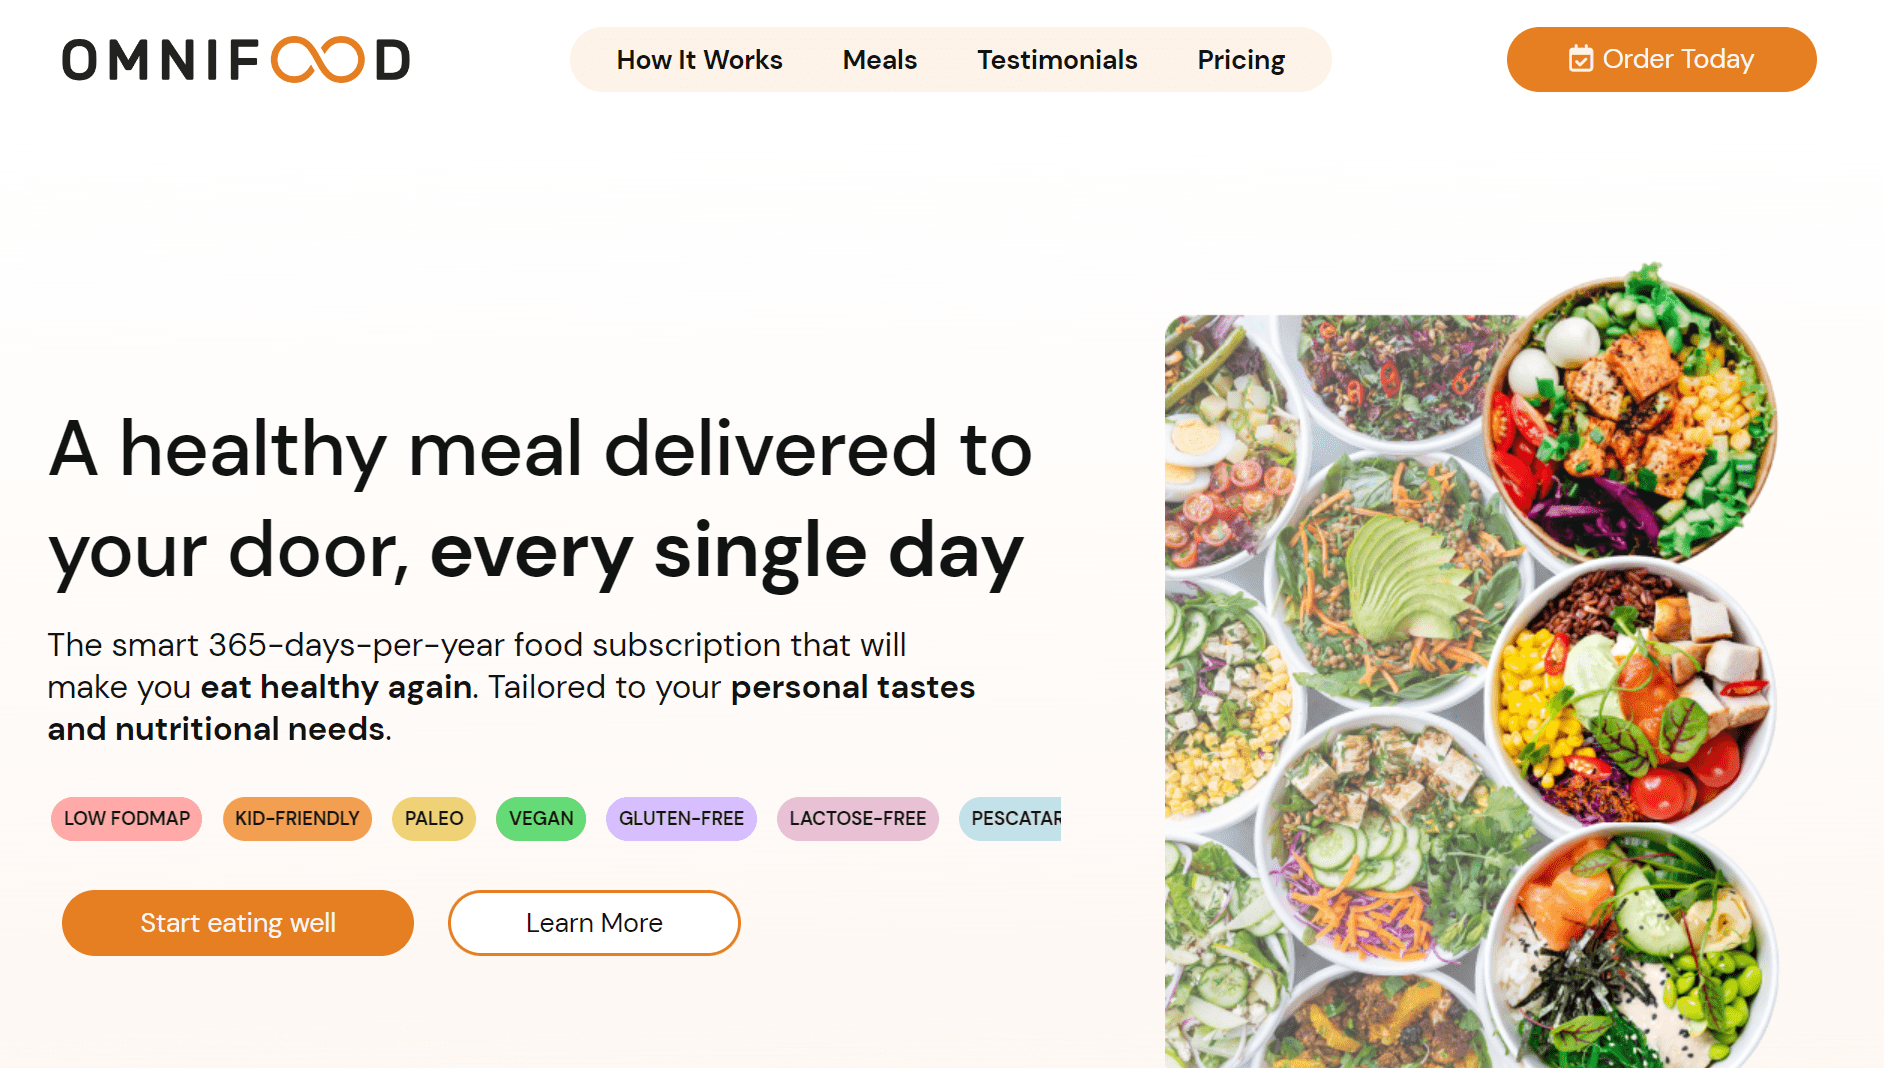 OMNIFOOD
How It Works
Meals
Testimonials
Pricing
Order Today
A healthy meal delivered to
your door, every single day
The smart 365-days-per-year food subscription that will
make you eat healthy again. Tailored to your personal tastes
and nutritional needs.
LOW FODMAP
KID-FRIENDLY
PALEO
VEGAN
GLUTEN-FREE
LACTOSE-FREE
PESCATAR
Start eating well
Learn More